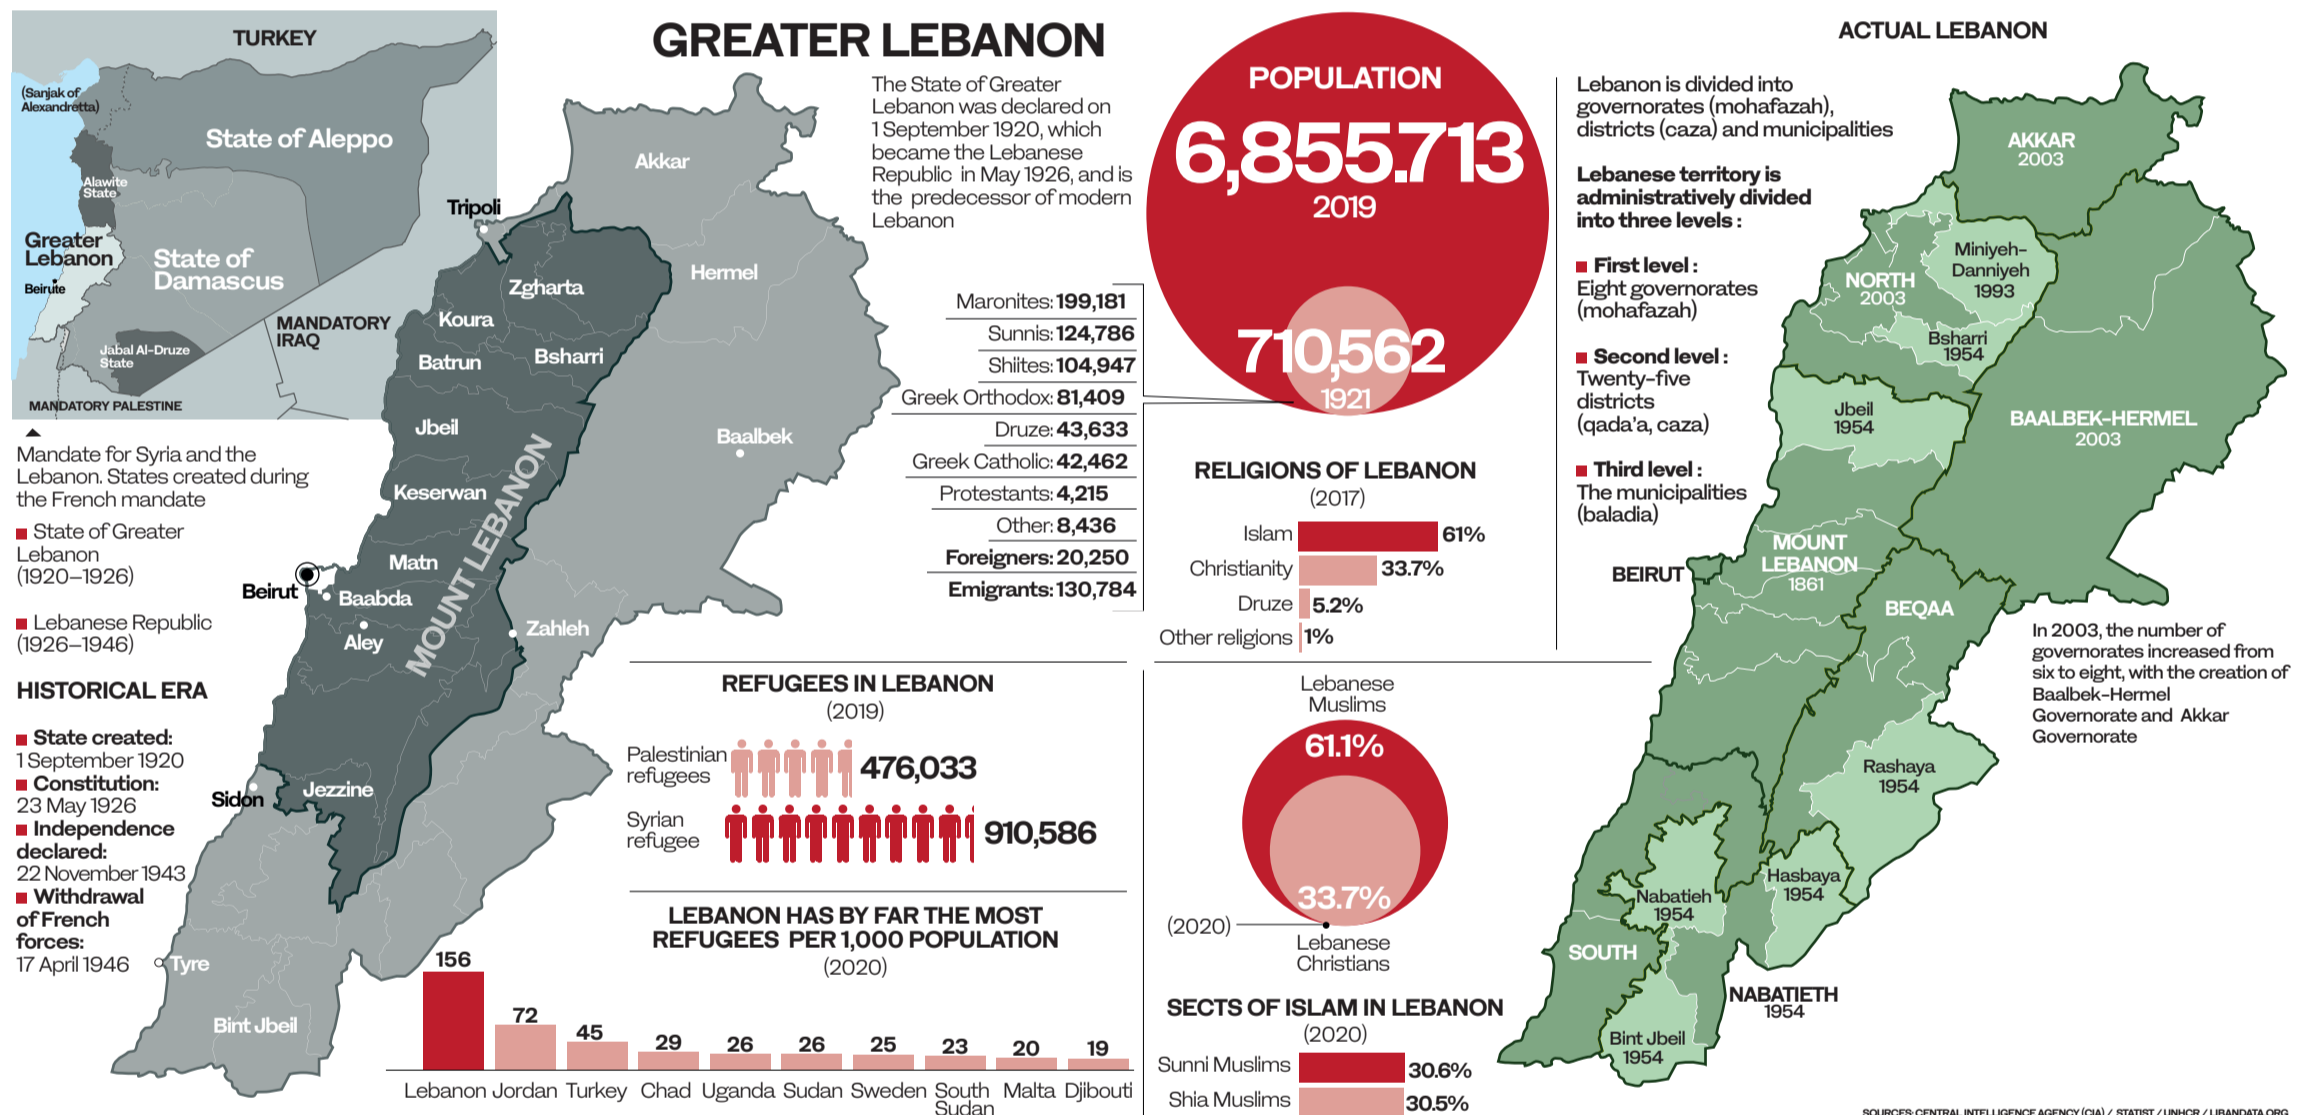 TURKEY
(Sanjak of
Alexandretta)
State of Aleppo
Alawite
State
Greater
Lebanon
Beirute
State of
Damascus
MANDATORY
IRAQ
Jabal Al-Druze
State
MANDATORY PALESTINE
Mandate for Syria and the
Lebanon. States created during
the French mandate
State of Greater
Lebanon
(1920–1926)
Lebanese Republic
(1926–1946)
HISTORICAL ERA
State created:
1 September 1920
Constitution:
23 May 1926
Independence
declared:
22 November 1943
Withdrawal
of French
forces:
17 April 1946
GREATER LEBANON
The State of Greater
Lebanon was declared on
1 September 1920, which
became the Lebanese
Republic in May 1926, and is
the predecessor of modern
Lebanon
Akkar
Tripoli
Hermel
Zgharta
Koura
Batrun
Bsharri
Jbeil
Baalbek
Keserwan
MOUNT LEBANON
Matn
Beirut
Baabda
Aley
Zahleh
Jezzine
Sidon
Tyre
Bint Jbeil
POPULATION
6,855.713
2019
710,562
1921
Maronites: 199,181
Sunnis: 124,786
Shiites: 104,947
Greek Orthodox: 81,409
Druze: 43,633
Greek Catholic: 42,462
Protestants: 4,215
Other: 8,436
Foreigners: 20,250
Emigrants: 130,784
RELIGIONS OF LEBANON
(2017)
Islam 61%
Christianity 33.7%
Druze 5.2%
Other religions 1%
REFUGEES IN LEBANON
(2019)
Palestinian
refugees
476,033
Syrian
refugee
910,586
LEBANON HAS BY FAR THE MOST
REFUGEES PER 1,000 POPULATION
(2020)
156
72
45
29
26
26
25
23
20
19
Lebanon Jordan Turkey Chad Uganda Sudan Sweden South Malta Djibouti
Sudan
Lebanese
Muslims
61.1%
33.7%
(2020)
Lebanese
Christians
SECTS OF ISLAM IN LEBANON
(2020)
Sunni Muslims 30.6%
Shia Muslims 30.5%
ACTUAL LEBANON
Lebanon is divided into
governorates (mohafazah),
districts (caza) and municipalities
Lebanese territory is
administratively divided
into three levels :
First level :
Eight governorates
(mohafazah)
Second level :
Twenty-five
districts
(qada'a, caza)
Third level :
The municipalities
(baladia)
AKKAR
2003
Miniyeh-
Danniyeh
1993
NORTH
2003
Bsharri
1954
Jbeil
1954
BAALBEK-HERMEL
2003
MOUNT
LEBANON
1861
BEIRUT
BEQAA
In 2003, the number of
governorates increased from
six to eight, with the creation of
Baalbek-Hermel
Governorate and Akkar
Governorate
Rashaya
1954
Hasbaya
1954
Nabatieh
1954
SOUTH
NABATIETH
1954
Bint Jbeil
1954
SOURCES: CENTRAL INTELLIGENCE AGENCY (CIA) / STATIST / UNHCR / LIBANDATA.ORG